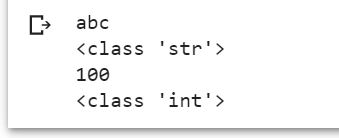 abc
<class 'str'>
100
<class 'int'>